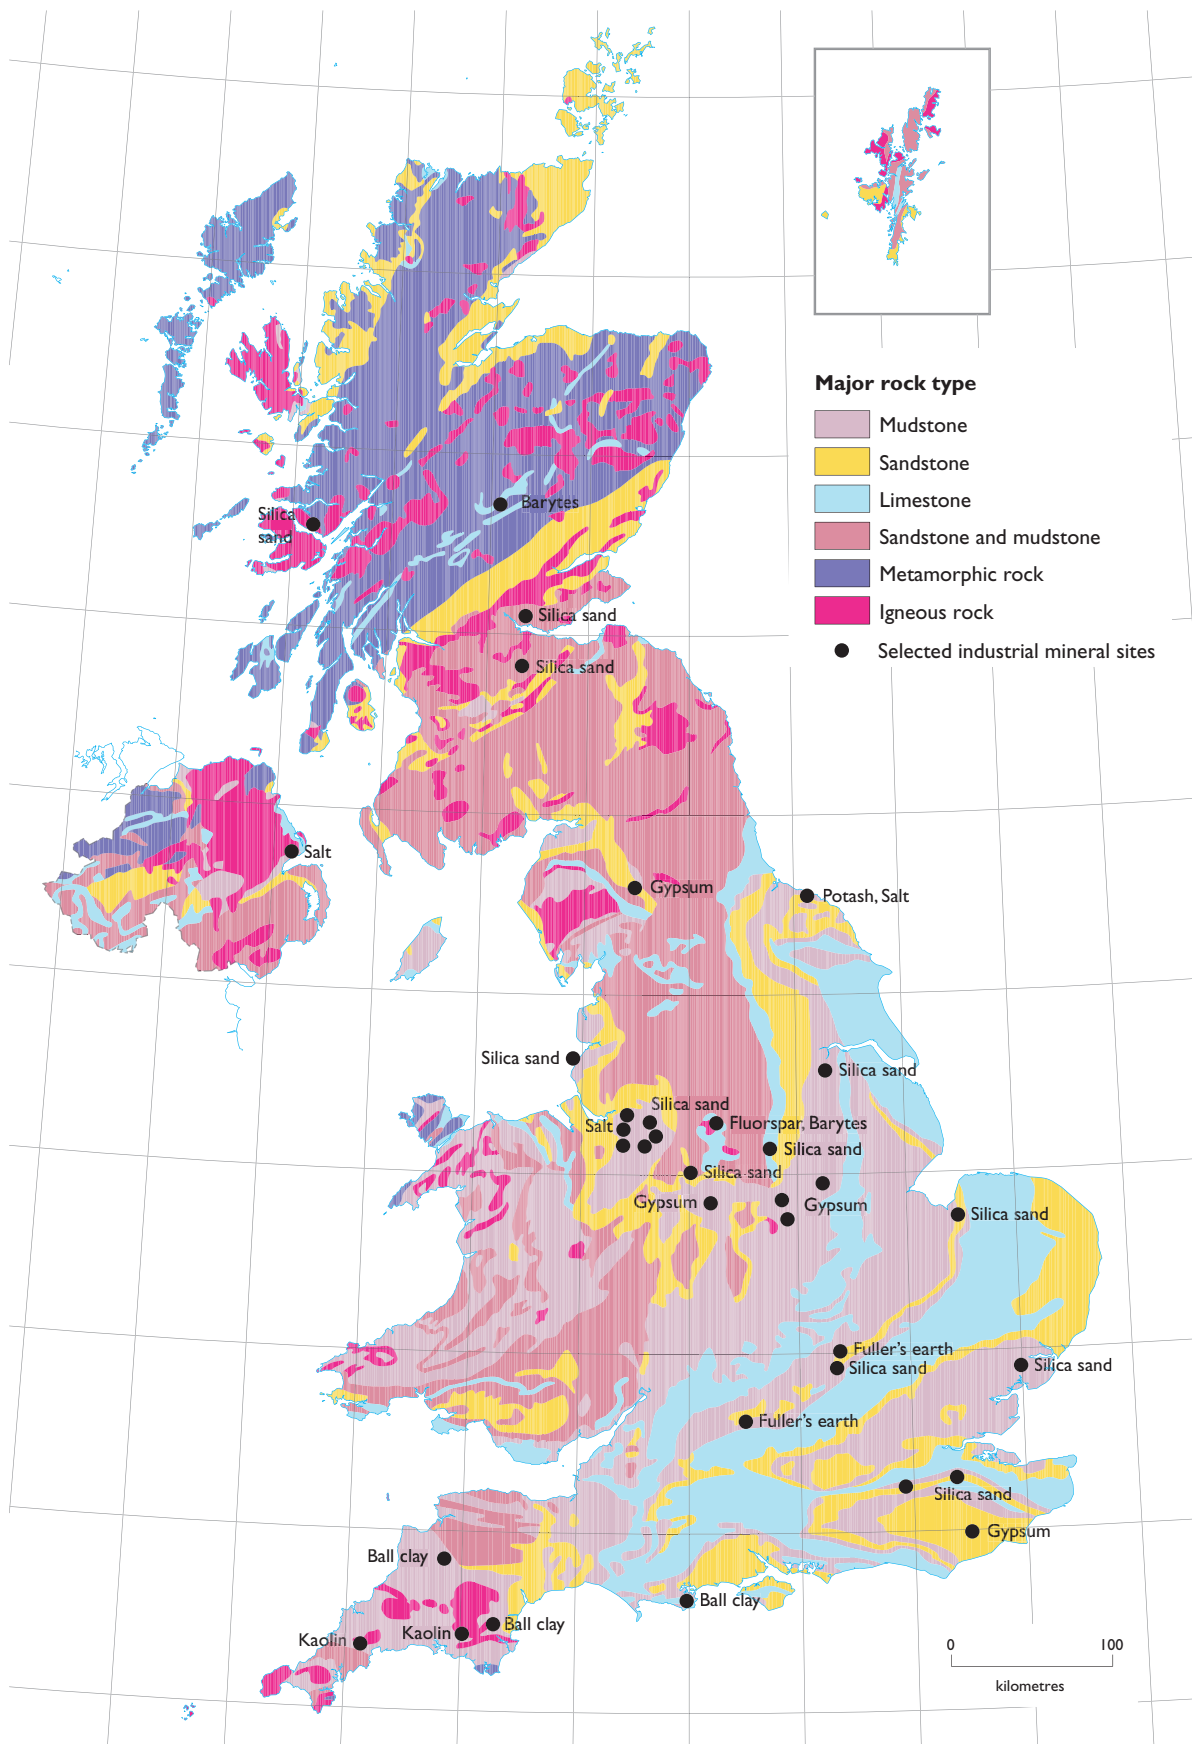 Major rock type
Mudstone
Sandstone
Limestone
Sandstone and mudstone
Metamorphic rock
Igneous rock
Selected industrial mineral sites
Barytes
Silica
sand
Silica sand
Silica sand
Salt
Gypsum
Potash, Salt
Silica sand
Silica sand
Silica sand
Salt
Fluorspar, Barytes
Silica sand
Silica sand
Gypsum
Gypsum
Silica sand
Fuller's earth
Silica sand
Silica sand
Fuller's earth
Silica sand
Gypsum
Ball clay
Ball clay
Ball clay
Kaolin
Kaolin
0 100
kilometres